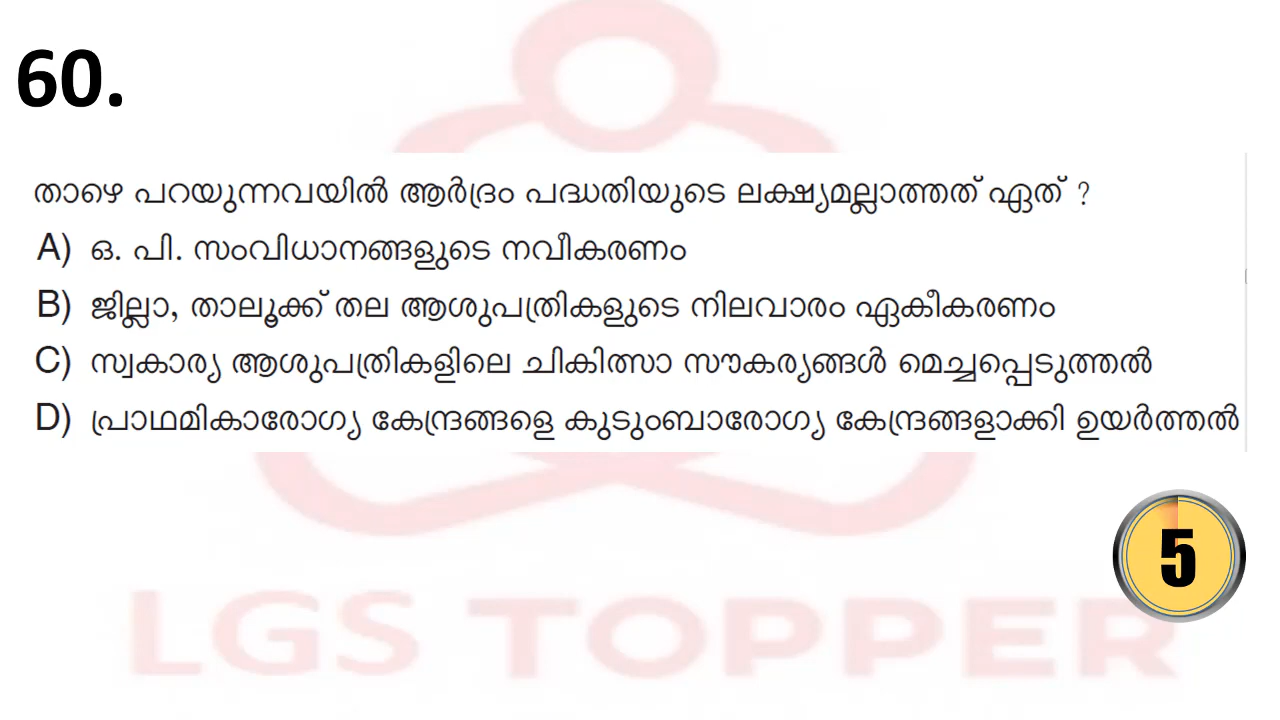 60.
താഴെ പറയുന്നവയിൽ ആർദ്രം പദ്ധതിയുടെ ലക്ഷ്യമല്ലാത്തത് ഏത് ?
A) ഒ. പി. സംവിധാനങ്ങളുടെ നവീകരണം
B) ജില്ലാ, താലൂക്ക് തല ആശുപത്രികളുടെ നിലവാരം ഏകീകരണം
C) സ്വകാര്യ ആശുപത്രികളിലെ ചികിത്സാ സൗകര്യങ്ങൾ മെച്ചപ്പെടുത്തൽ
D) പ്രാഥമികാരോഗ്യ കേന്ദ്രങ്ങളെ കുടുംബാരോഗ്യ കേന്ദ്രങ്ങളാക്കി ഉയർത്തൽ
5
LGS TOPPER